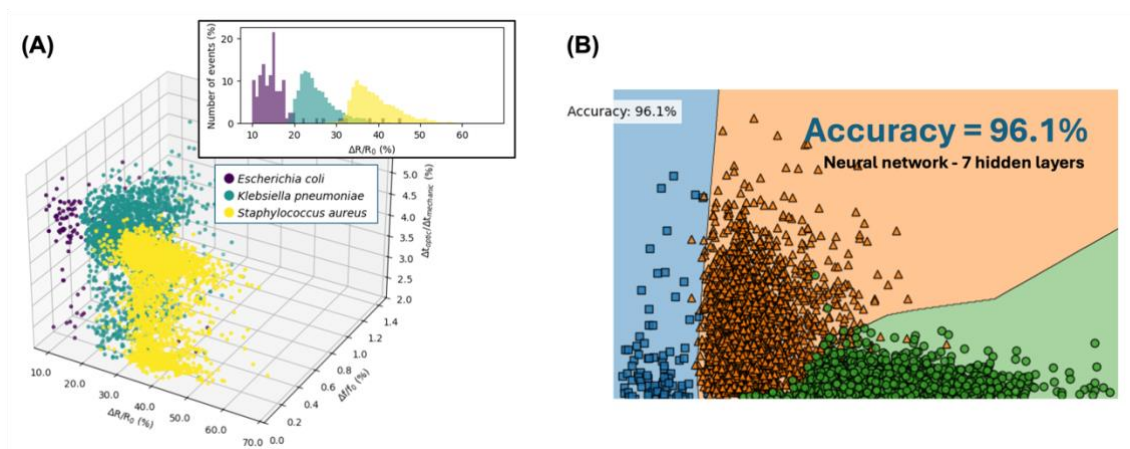 (A)
Number of events (%)
20
10
0
10 20 30 40 50 60
ΔR/R₀ (%)
Escherichia coli
Klebsiella pneumoniae
Staphylococcus aureus
5.0
4.5
4.0
3.5
3.0
2.5
2.0
Δt_optic/Δt_mechanic (%)
1.4
1.2
1.0
0.8
0.6
0.4
0.2
0.0
Δf/f₀ (%)
10.0
20.0
30.0
40.0
50.0
60.0
70.0
ΔR/R₀ (%)
(B)
Accuracy: 96.1%
Accuracy = 96.1%
Neural network - 7 hidden layers